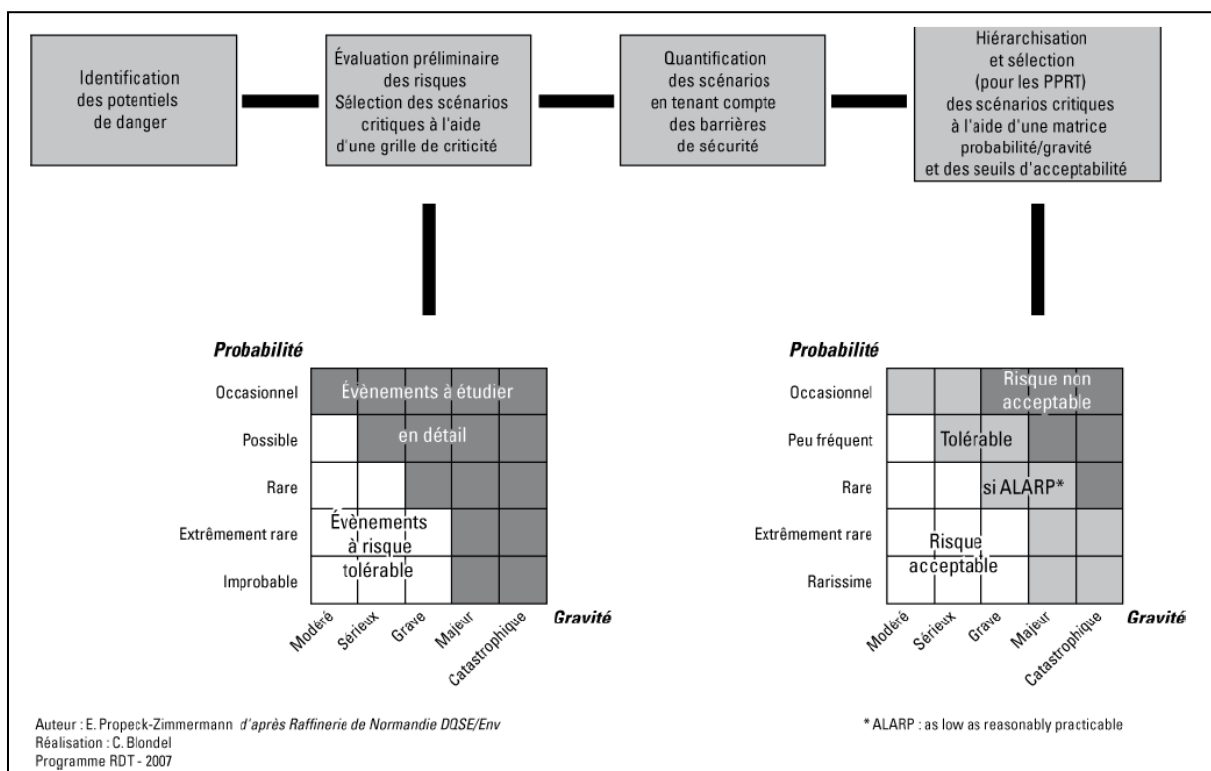 Identification
des potentiels
de danger
Évaluation préliminaire
des risques
Sélection des scénarios
critiques à l'aide
d'une grille de criticité
Quantification
des scénarios
en tenant compte
des barrières
de sécurité
Hiérarchisation
et sélection
(pour les PPRT)
des scénarios critiques
à l'aide d'une matrice
probabilité/gravité
et des seuils d'acceptabilité
Probabilité
Occasionnel
Possible
Rare
Extrêmement rare
Improbable
Évènements à étudier
en détail
Évènements
à risque
tolérable
Modéré
Sérieux
Grave
Majeur
Catastrophique
Gravité
Probabilité
Occasionnel
Peu fréquent
Rare
Extrêmement rare
Rarissime
Risque non
acceptable
Tolérable
si ALARP*
Risque
acceptable
Modéré
Sérieux
Grave
Majeur
Catastrophique
Gravité
Auteur : E. Propeck-Zimmermann d'après Raffinerie de Normandie DQSE/Env
Réalisation : C. Blondel
Programme RDT - 2007
* ALARP : as low as reasonably practicable